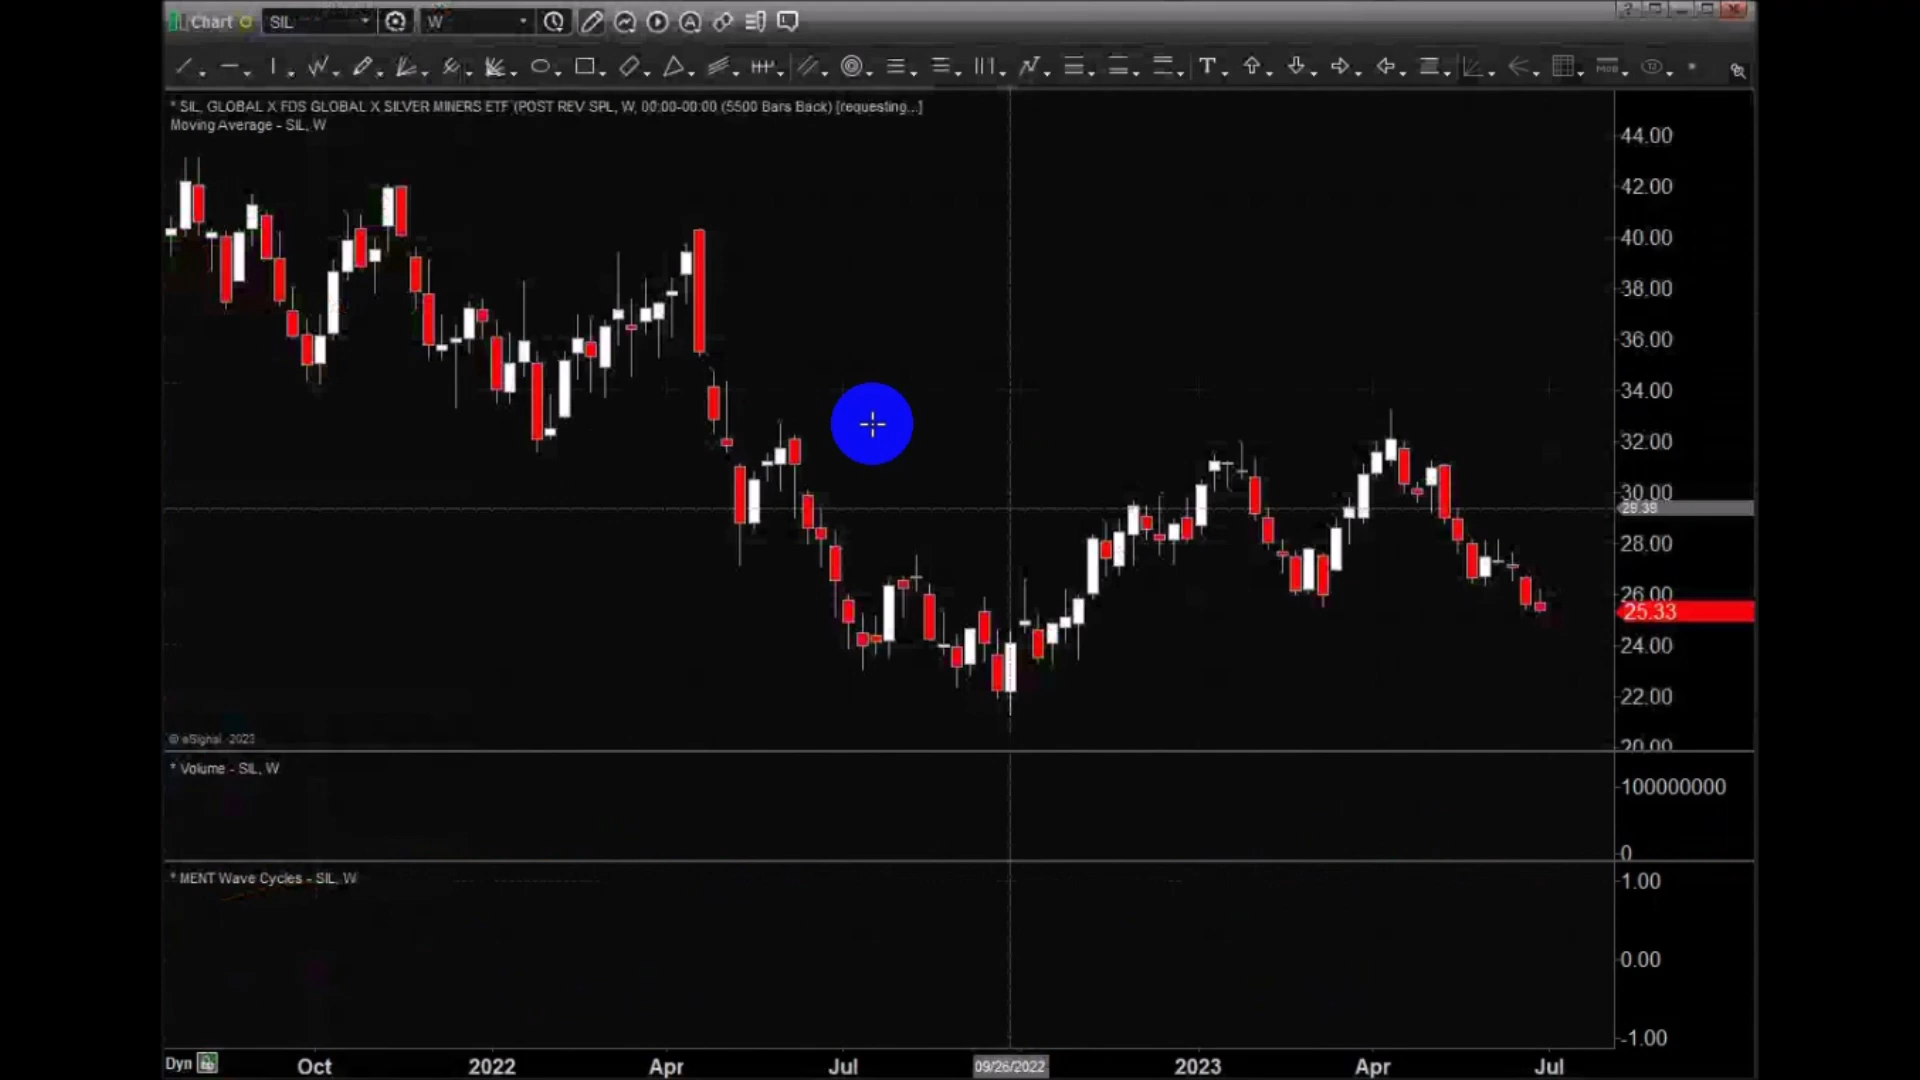 Chart SIL W
* SIL, GLOBAL X FDS GLOBAL X SILVER MINERS ETF (POST REV SPL, W, 00:00-00:00 (5500 Bars Back) [requesting...]
Moving Average - SIL, W
44.00
42.00
40.00
38.00
36.00
34.00
32.00
30.00
28.00
26.00
25.33
24.00
22.00
20.00
© eSignal, 2023
* Volume - SIL, W
100000000
0
* MENT Wave Cycles - SIL, W
1.00
0.00
-1.00
Dyn Oct 2022 Apr Jul 09/26/2022 2023 Apr Jul